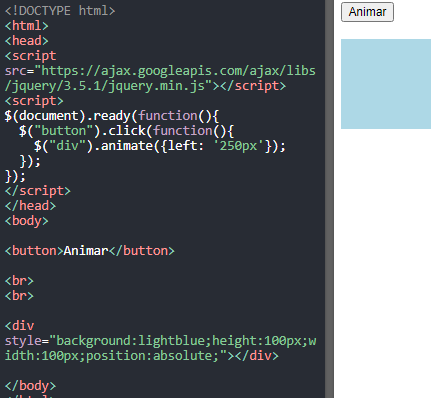 <!DOCTYPE html>
<html>
<head>
<script
src="https://ajax.googleapis.com/ajax/libs
/jquery/3.5.1/jquery.min.js"></script>
<script>
$(document).ready(function(){
  $("button").click(function(){
    $("div").animate({left: '250px'});
  });
});
</script>
</head>
<body>

<button>Animar</button>

<br>
<br>

<div
style="background:lightblue;height:100px;w
idth:100px;position:absolute;"></div>

</body>
Animar